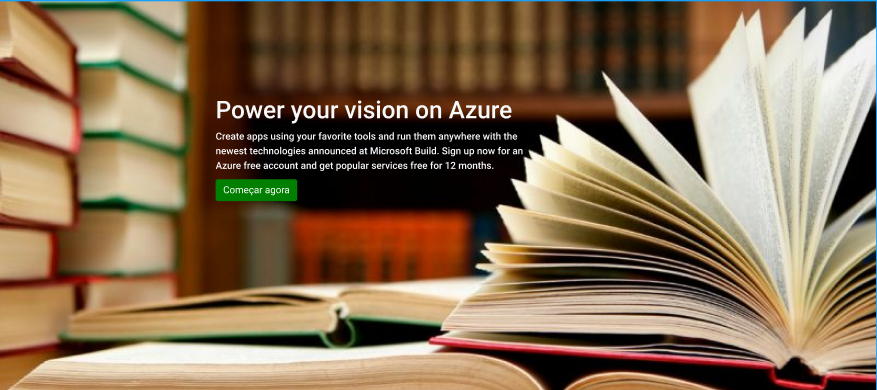 Power your vision on Azure
Create apps using your favorite tools and run them anywhere with the
newest technologies announced at Microsoft Build. Sign up now for an
Azure free account and get popular services free for 12 months.
Começar agora